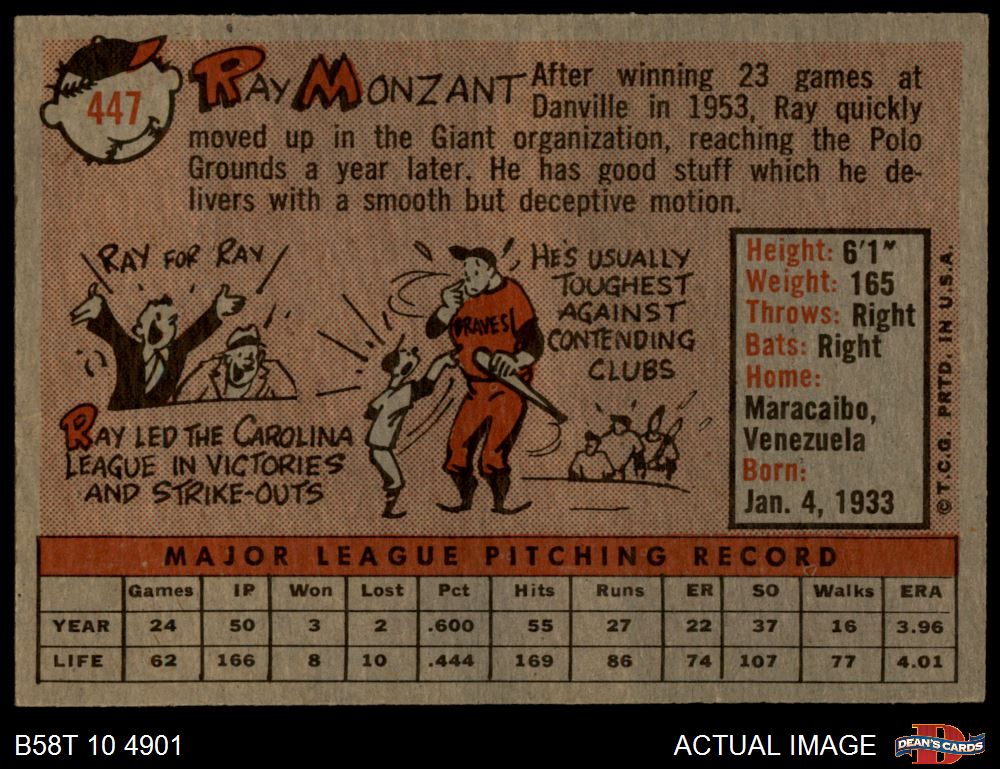 447
RAY MONZANT After winning 23 games at
Danville in 1953, Ray quickly
moved up in the Giant organization, reaching the Polo
Grounds a year later. He has good stuff which he de-
livers with a smooth but deceptive motion.
RAY FOR RAY
RAY LED THE CAROLINA
LEAGUE IN VICTORIES
AND STRIKE-OUTS
BRAVES
HE'S USUALLY
TOUGHEST
AGAINST
CONTENDING
CLUBS
Height: 6'1"
Weight: 165
Throws: Right
Bats: Right
Home:
Maracaibo,
Venezuela
Born:
Jan. 4, 1933
© T.C.G. PRTD. IN U.S.A.
MAJOR LEAGUE PITCHING RECORD
Games IP Won Lost Pct Hits Runs ER SO Walks ERA
YEAR 24 50 3 2 .600 55 27 22 37 16 3.96
LIFE 62 166 8 10 .444 169 86 74 107 77 4.01
B58T 10 4901
ACTUAL IMAGE
D
DEAN'S CARDS